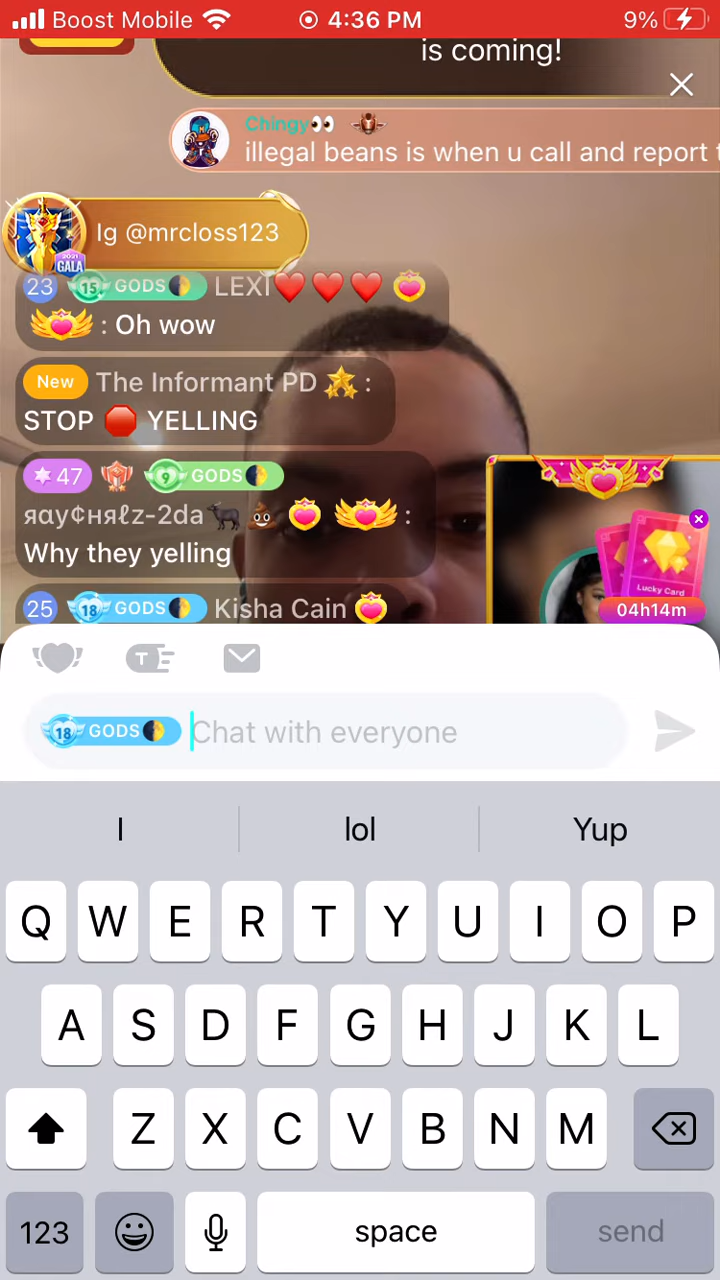 Boost Mobile 4:36 PM 9%
is coming!
Chingy👀
illegal beans is when u call and report
Ig @mrcloss123
2021
GALA
23 15 GODS🌗 LEXI❤️❤️❤️
: Oh wow
New The Informant PD :
STOP 🛑 YELLING
47 9 GODS🌗
яαу¢няℓz-2da🐃💩 :
Why they yelling
25 18 GODS🌗 Kisha Cain
Lucky Card
04h14m
T
18 GODS🌗 Chat with everyone
I lol Yup
Q W E R T Y U I O P
A S D F G H J K L
Z X C V B N M
123 space send